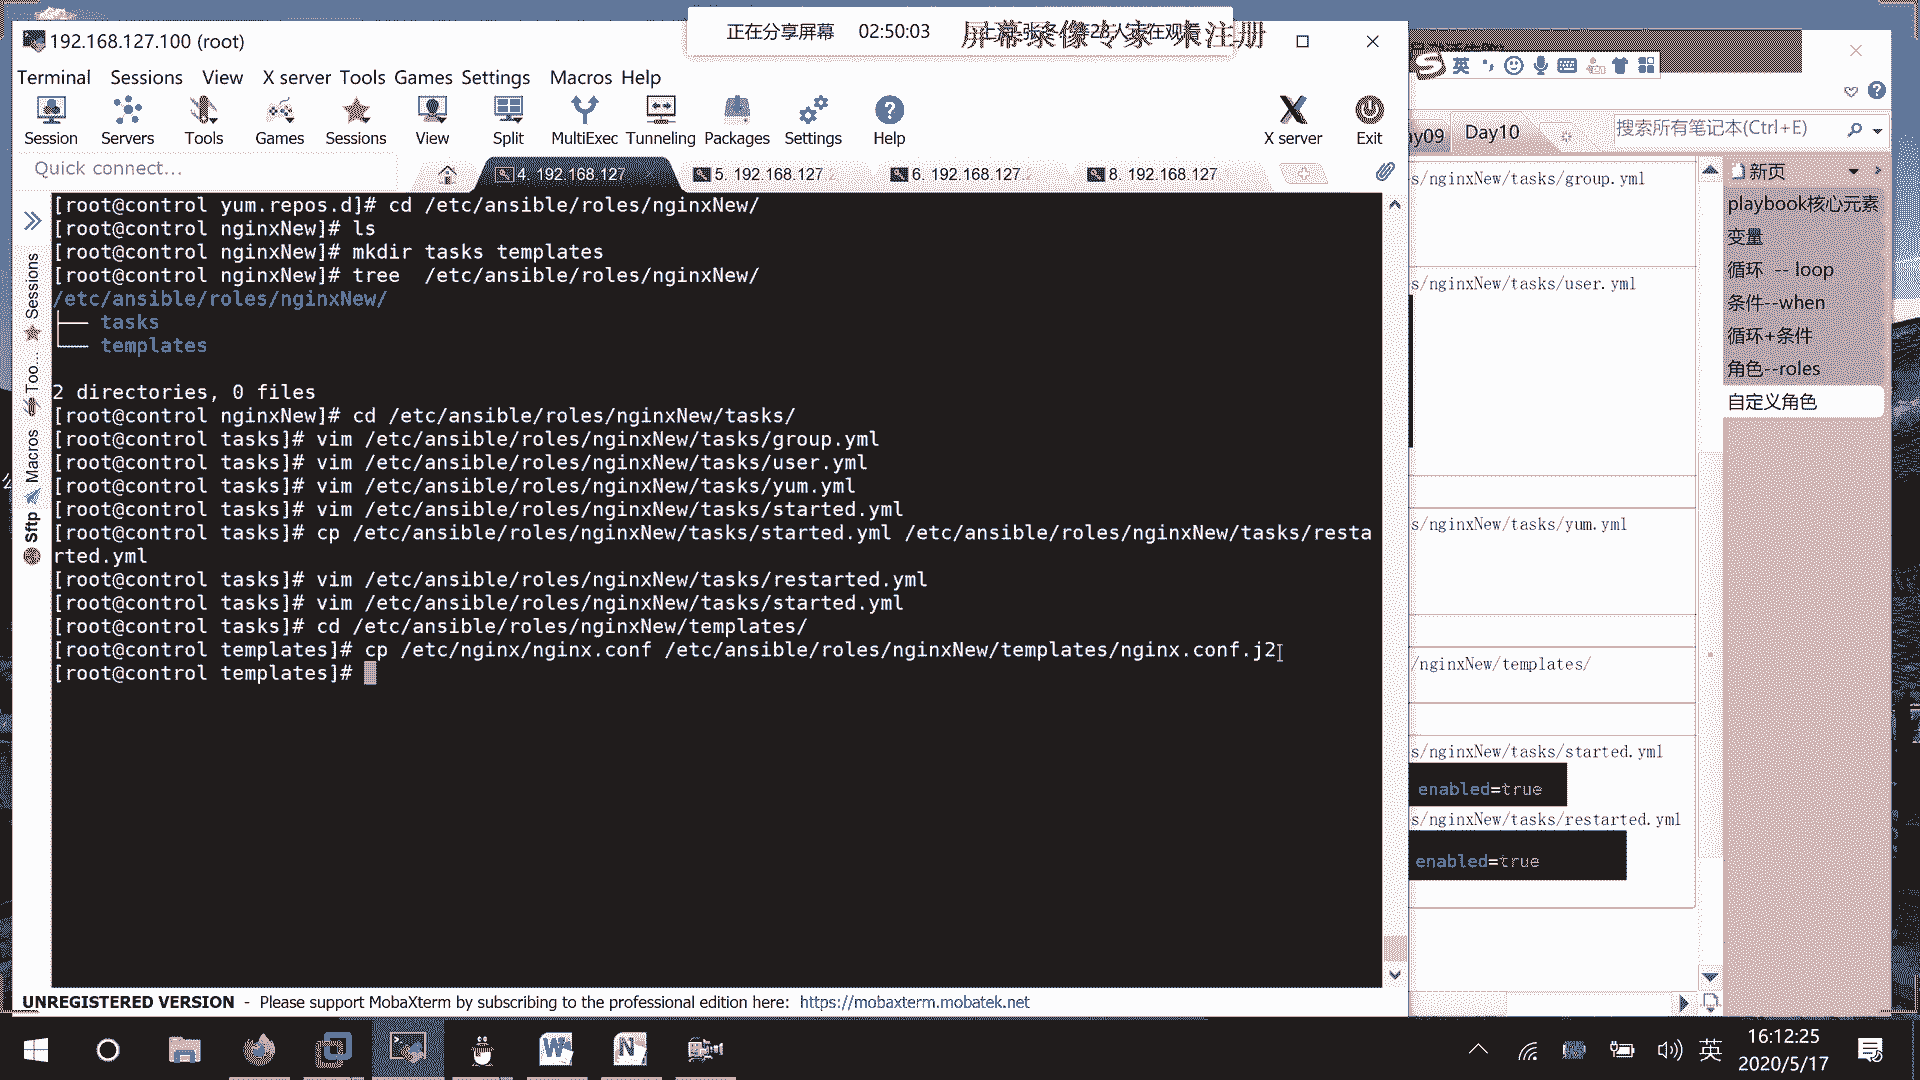 192.168.127.100 (root)
正在分享屏幕 02:50:03
屏幕录像专家 未注册
Terminal Sessions View X server Tools Games Settings Macros Help
Session Servers Tools Games Sessions View Split MultiExec Tunneling Packages Settings Help X server Exit
Quick connect...
4. 192.168.127
5. 192.168.127
6. 192.168.127.
8. 192.168.127.
Sessions
Too...
Macros
Sftp
[root@control yum.repos.d]# cd /etc/ansible/roles/nginxNew/
[root@control nginxNew]# ls
[root@control nginxNew]# mkdir tasks templates
[root@control nginxNew]# tree  /etc/ansible/roles/nginxNew/
/etc/ansible/roles/nginxNew/
├── tasks
└── templates
2 directories, 0 files
[root@control nginxNew]# cd /etc/ansible/roles/nginxNew/tasks/
[root@control tasks]# vim /etc/ansible/roles/nginxNew/tasks/group.yml
[root@control tasks]# vim /etc/ansible/roles/nginxNew/tasks/user.yml
[root@control tasks]# vim /etc/ansible/roles/nginxNew/tasks/yum.yml
[root@control tasks]# vim /etc/ansible/roles/nginxNew/tasks/started.yml
[root@control tasks]# cp /etc/ansible/roles/nginxNew/tasks/started.yml /etc/ansible/roles/nginxNew/tasks/resta
rted.yml
[root@control tasks]# vim /etc/ansible/roles/nginxNew/tasks/restarted.yml
[root@control tasks]# vim /etc/ansible/roles/nginxNew/tasks/started.yml
[root@control tasks]# cd /etc/ansible/roles/nginxNew/templates/
[root@control templates]# cp /etc/nginx/nginx.conf /etc/ansible/roles/nginxNew/templates/nginx.conf.j2
[root@control templates]#
UNREGISTERED VERSION - Please support MobaXterm by subscribing to the professional edition here: https://mobaxterm.mobatek.net
英
ay09 Day10
搜索所有笔记本(Ctrl+E)
s/nginxNew/tasks/group.yml
s/nginxNew/tasks/user.yml
s/nginxNew/tasks/yum.yml
/nginxNew/templates/
s/nginxNew/tasks/started.yml
enabled=true
s/nginxNew/tasks/restarted.yml
enabled=true
新页
playbook核心元素
变量
循环 -- loop
条件--when
循环+条件
角色--roles
自定义角色
英
16:12:25
2020/5/17